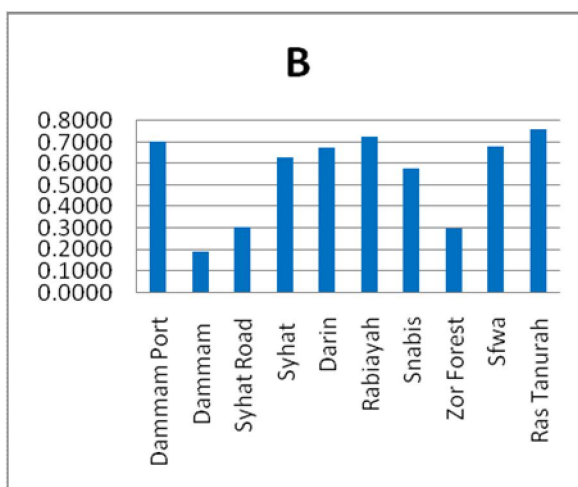 B
0.8000
0.7000
0.6000
0.5000
0.4000
0.3000
0.2000
0.1000
0.0000
Dammam Port
Dammam
Syhat Road
Syhat
Darin
Rabiayah
Snabis
Zor Forest
Sfwa
Ras Tanurah